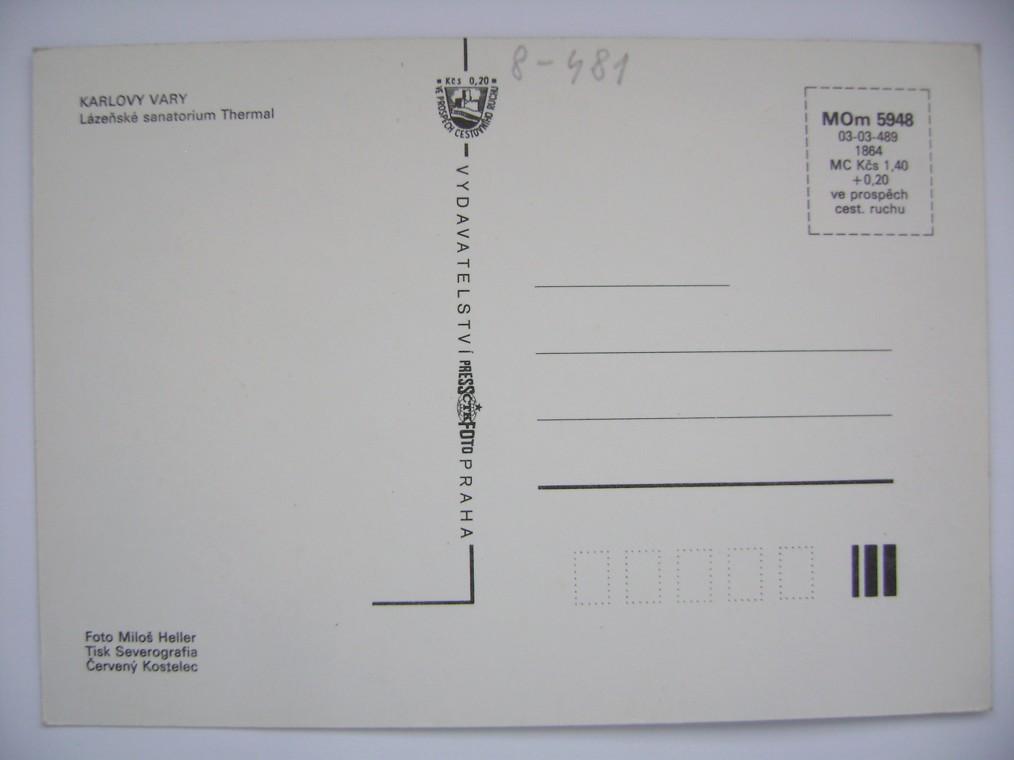 KARLOVY VARY
Lázeňské sanatorium Thermal
8-481
Kčs 0,20
VE PROSPĚCH CESTOVNÍHO RUCHU
VYDAVATELSTVÍ PRESSFOTO PRAHA
ČTK
MOm 5948
03-03-489
1864
MC Kčs 1,40
+0,20
ve prospěch
cest. ruchu
Foto Miloš Heller
Tisk Severografia
Červený Kostelec